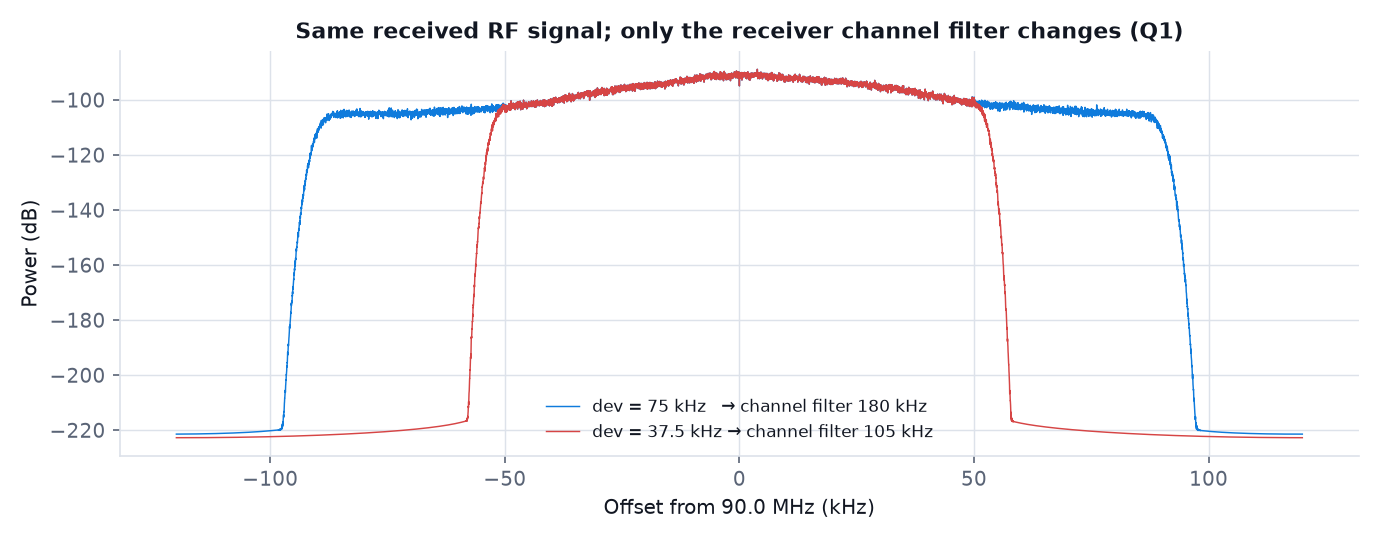 Same received RF signal; only the receiver channel filter changes (Q1)
Power (dB)
−100
−120
−140
−160
−180
−200
−220
dev = 75 kHz → channel filter 180 kHz
dev = 37.5 kHz → channel filter 105 kHz
−100
−50
0
50
100
Offset from 90.0 MHz (kHz)